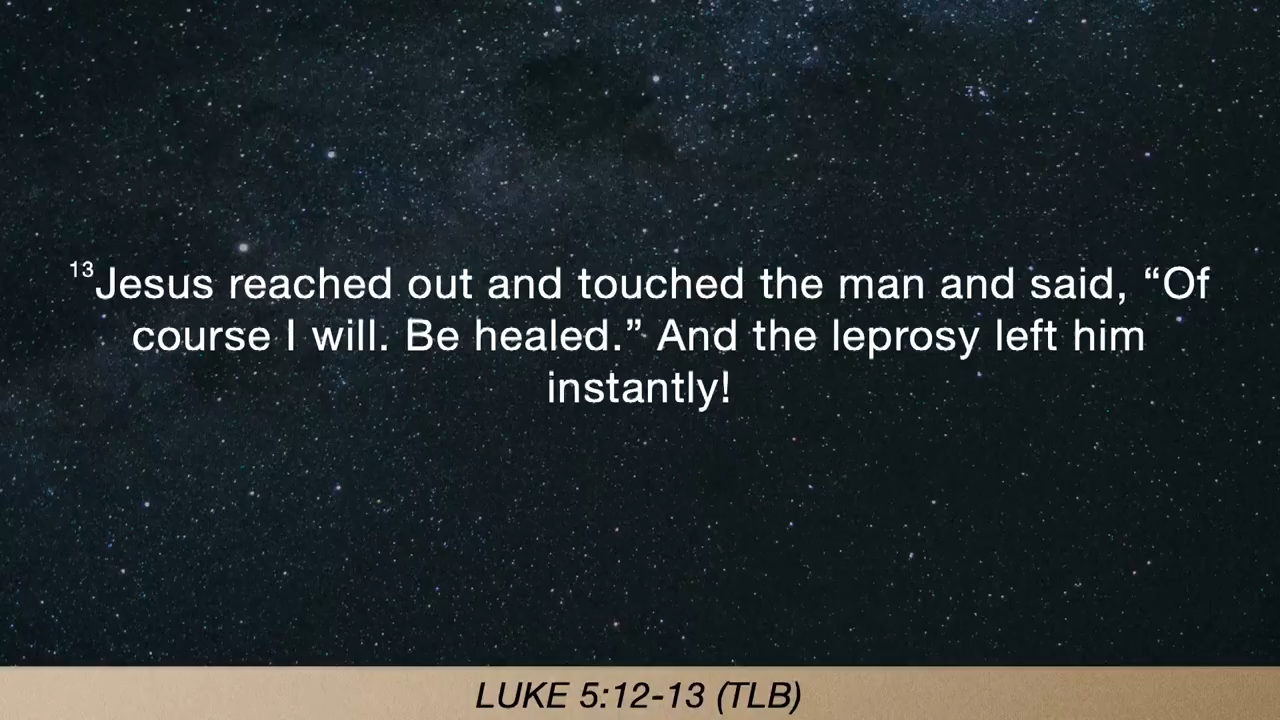 ¹³Jesus reached out and touched the man and said, “Of
course I will. Be healed.” And the leprosy left him
instantly!
LUKE 5:12-13 (TLB)